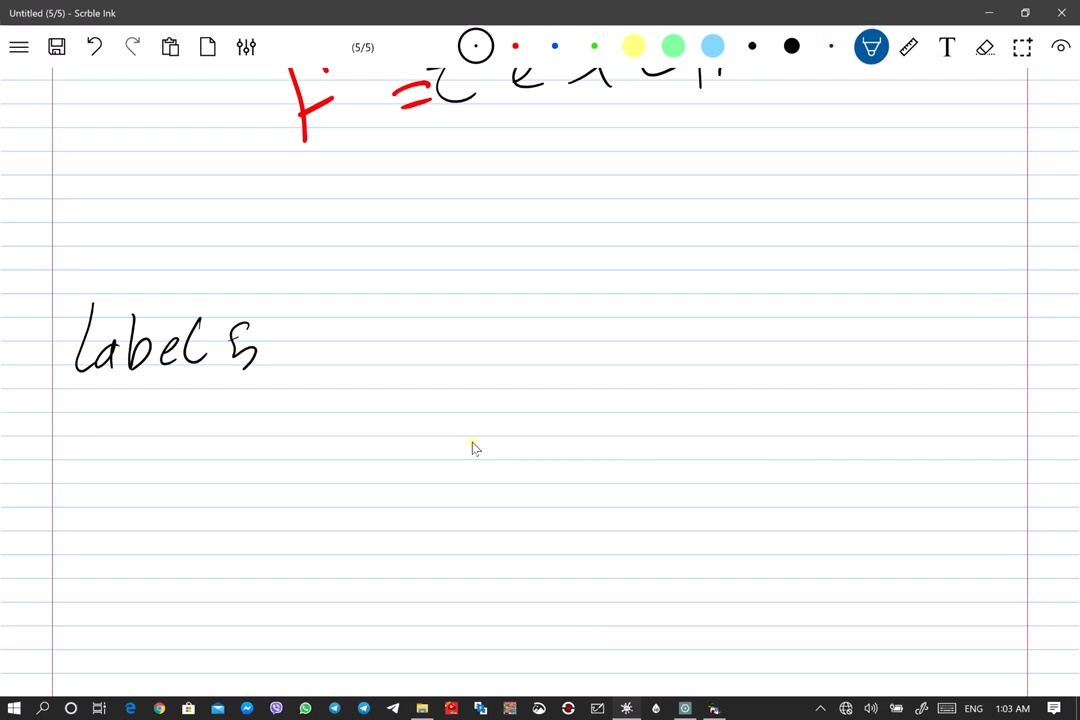 Untitled (5/5) - Scrble Ink
(5/5)
=
Labels
ENG 1:03 AM